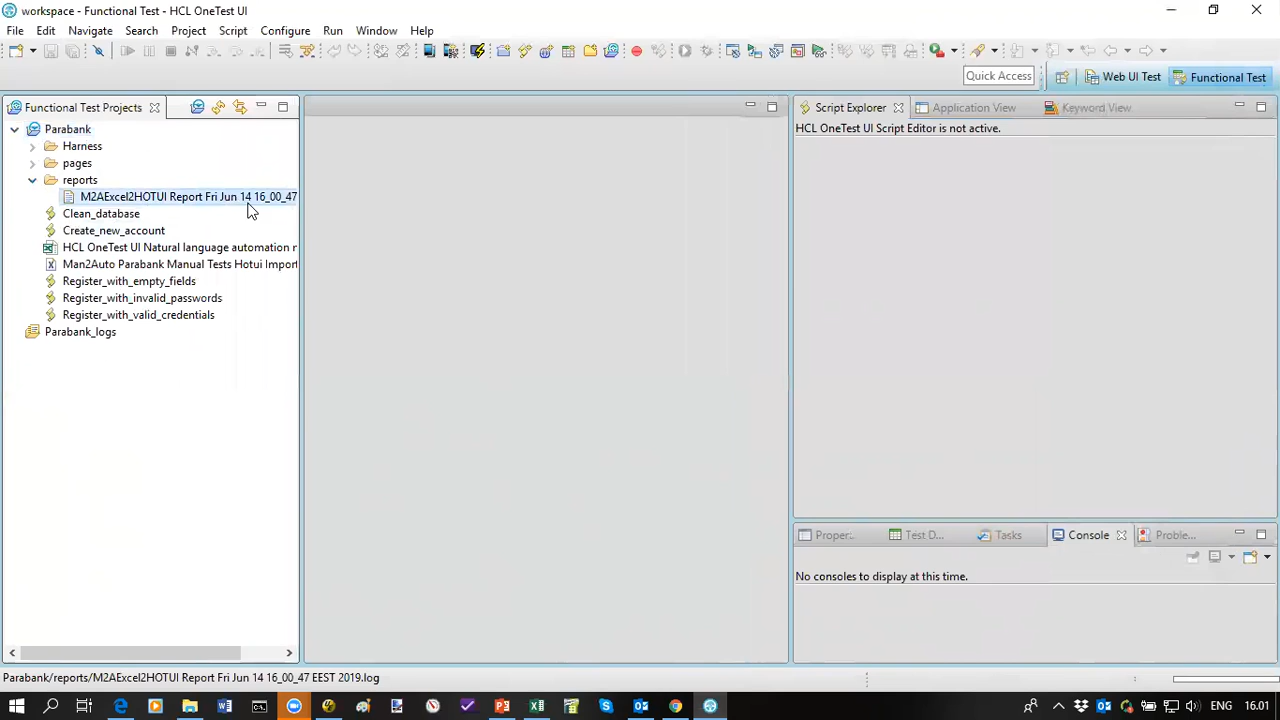 workspace - Functional Test - HCL OneTest UI
File Edit Navigate Search Project Script Configure Run Window Help
Quick Access
Web UI Test
Functional Test
Functional Test Projects
Parabank
Harness
pages
reports
M2AExcel2HOTUI Report Fri Jun 14 16_00_47
Clean_database
Create_new_account
HCL OneTest UI Natural language automation r
Man2Auto Parabank Manual Tests Hotui Import
Register_with_empty_fields
Register_with_invalid_passwords
Register_with_valid_credentials
Parabank_logs
Script Explorer
Application View
Keyword View
HCL OneTest UI Script Editor is not active.
Proper...
Test D...
Tasks
Console
Proble...
No consoles to display at this time.
Parabank/reports/M2AExcel2HOTUI Report Fri Jun 14 16_00_47 EEST 2019.log
ENG
16.01